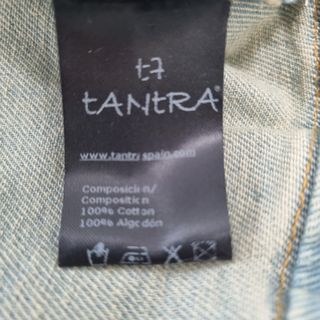 t7
tANtRA®
www.tantraspain.com
Composición/
Composition
100% Cotton
100% Algodón